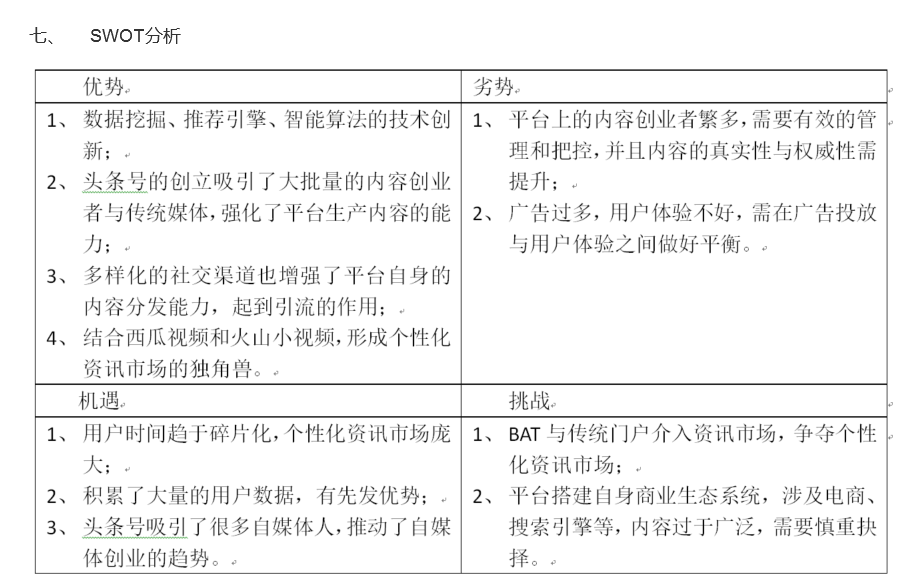 七、 SWOT分析
优势
劣势
1、 数据挖掘、推荐引擎、智能算法的技术创
新；
2、 头条号的创立吸引了大批量的内容创业
者与传统媒体，强化了平台生产内容的能
力；
3、 多样化的社交渠道也增强了平台自身的
内容分发能力，起到引流的作用；
4、 结合西瓜视频和火山小视频，形成个性化
资讯市场的独角兽。
1、 平台上的内容创业者繁多，需要有效的管
理和把控，并且内容的真实性与权威性需
提升；
2、 广告过多，用户体验不好，需在广告投放
与用户体验之间做好平衡。
机遇
挑战
1、 用户时间趋于碎片化，个性化资讯市场庞
大；
2、 积累了大量的用户数据，有先发优势；
3、 头条号吸引了很多自媒体人，推动了自媒
体创业的趋势。
1、 BAT 与传统门户介入资讯市场，争夺个性
化资讯市场；
2、 平台搭建自身商业生态系统，涉及电商、
搜索引擎等，内容过于广泛，需要慎重抉
择。